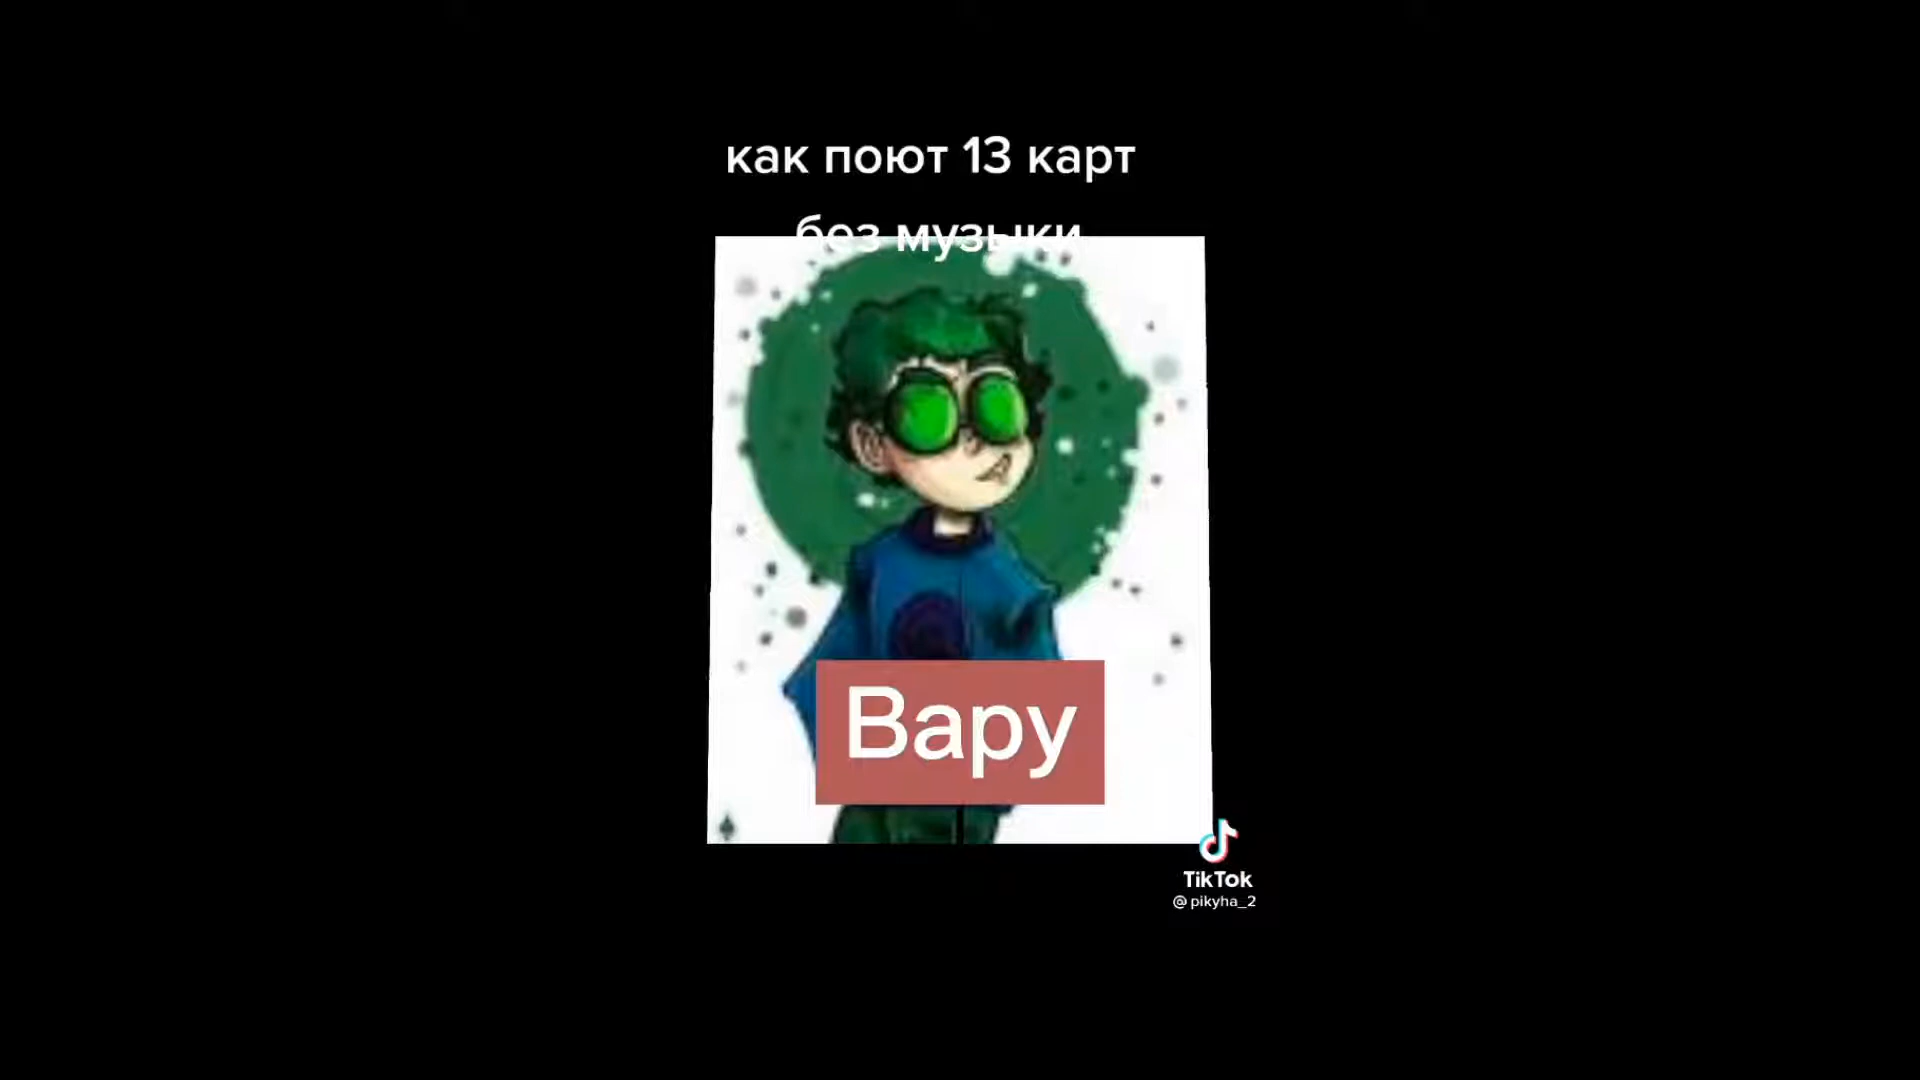 как поют 13 карт
без музыки
Вару
TikTok
@pikyha_2